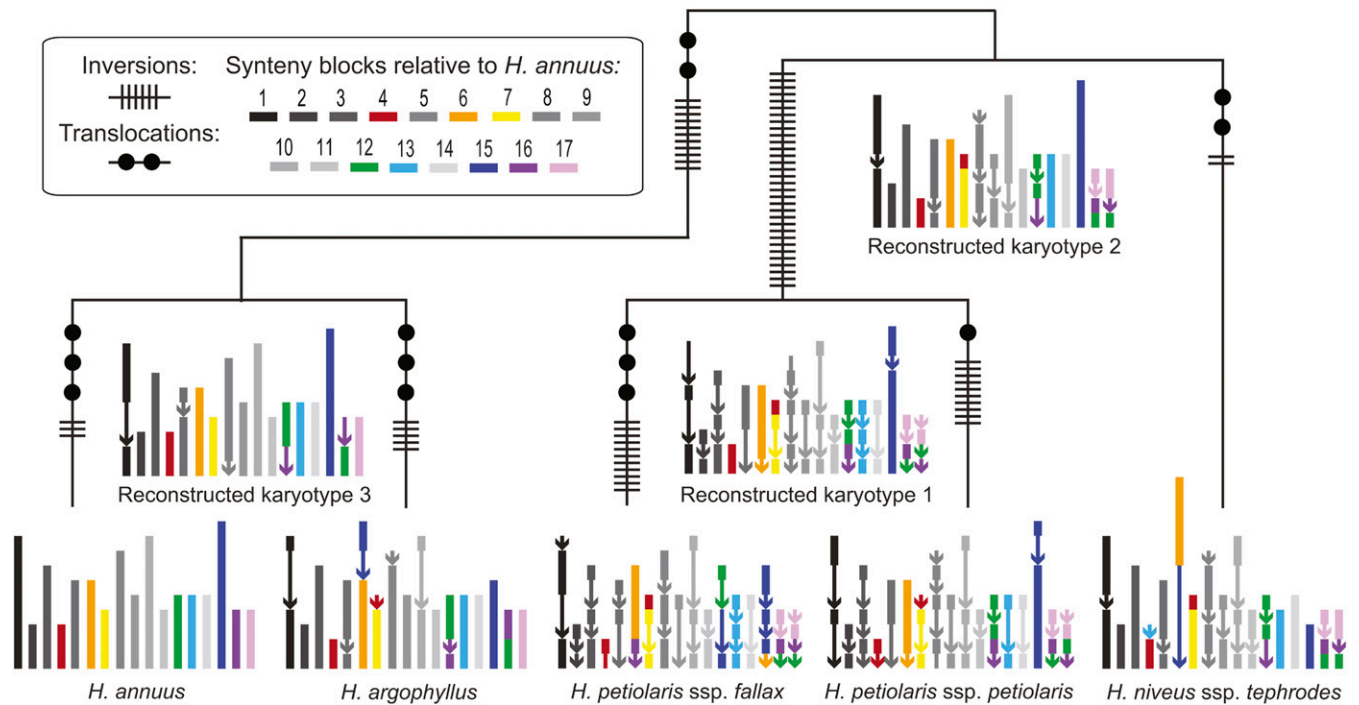 Inversions:
Synteny blocks relative to H. annuus:
1 2 3 4 5 6 7 8 9
Translocations:
10 11 12 13 14 15 16 17
Reconstructed karyotype 2
Reconstructed karyotype 3
Reconstructed karyotype 1
H. annuus
H. argophyllus
H. petiolaris ssp. fallax
H. petiolaris ssp. petiolaris
H. niveus ssp. tephrodes